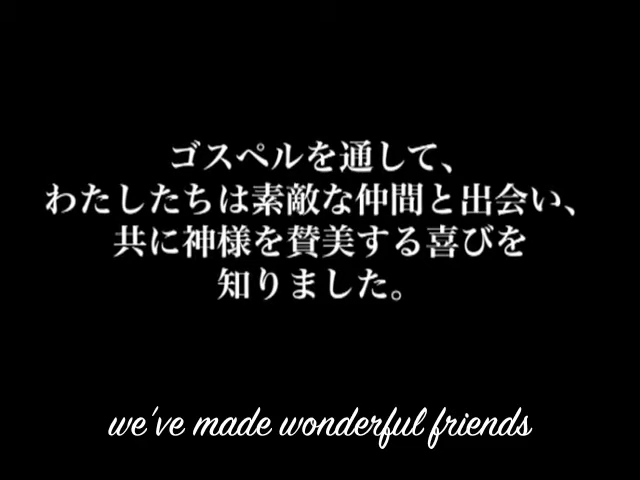 ゴスペルを通して、
わたしたちは素敵な仲間と出会い、
共に神様を賛美する喜びを
知りました。
we've made wonderful friends